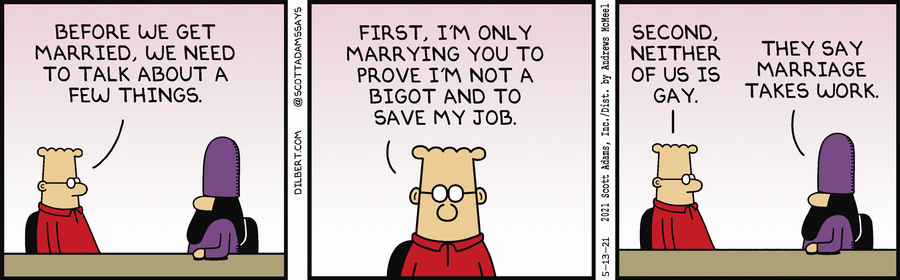 BEFORE WE GET
MARRIED, WE NEED
TO TALK ABOUT A
FEW THINGS.
DILBERT.COM @SCOTTADAMSSAYS
FIRST, I'M ONLY
MARRYING YOU TO
PROVE I'M NOT A
BIGOT AND TO
SAVE MY JOB.
5-13-21 2021 Scott Adams, Inc./Dist. by Andrews McMeel
SECOND,
NEITHER
OF US IS
GAY.
THEY SAY
MARRIAGE
TAKES WORK.